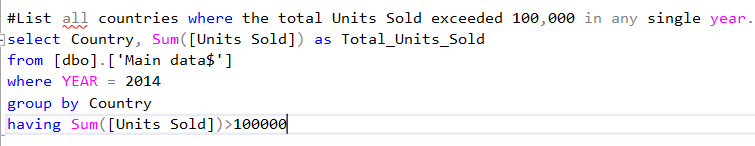 #List all countries where the total Units Sold exceeded 100,000 in any single year.
select Country, Sum([Units Sold]) as Total_Units_Sold
from [dbo].['Main data$']
where YEAR = 2014
group by Country
having Sum([Units Sold])>100000